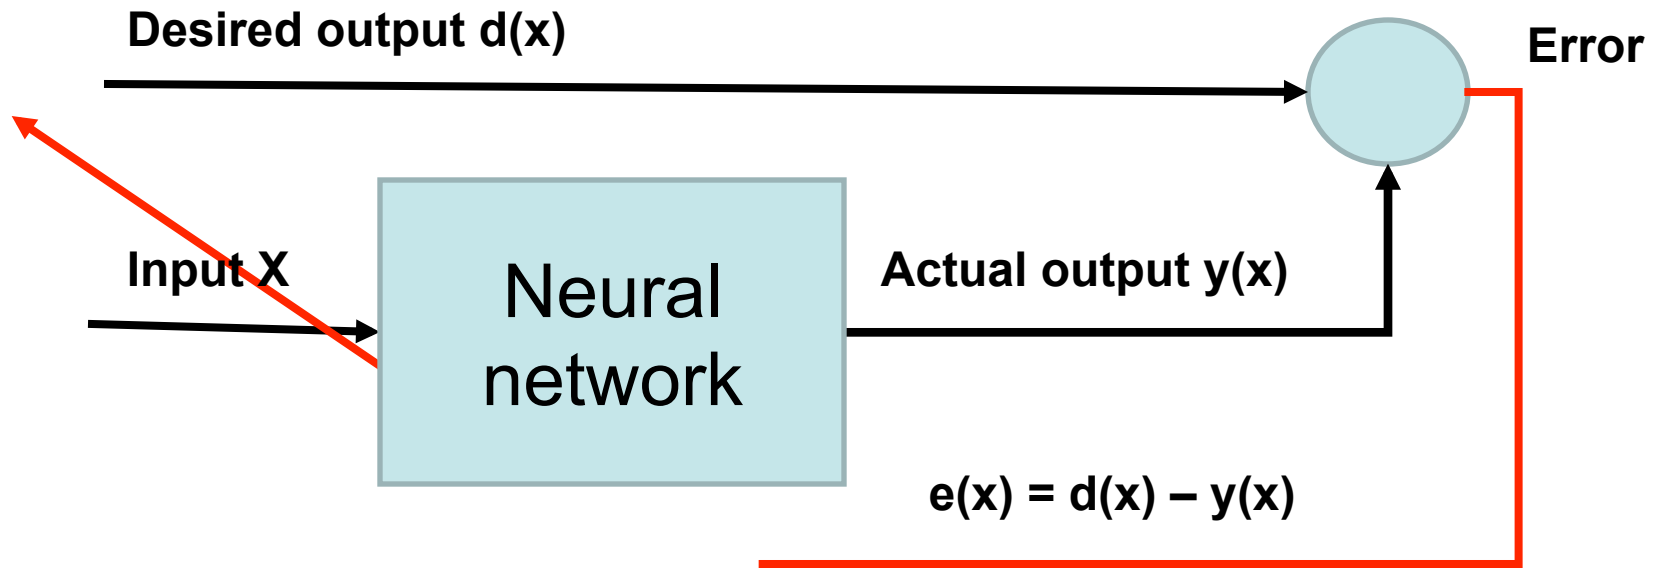 Desired output d(x)
Error
Input X
Neural
network
Actual output y(x)
e(x) = d(x) – y(x)